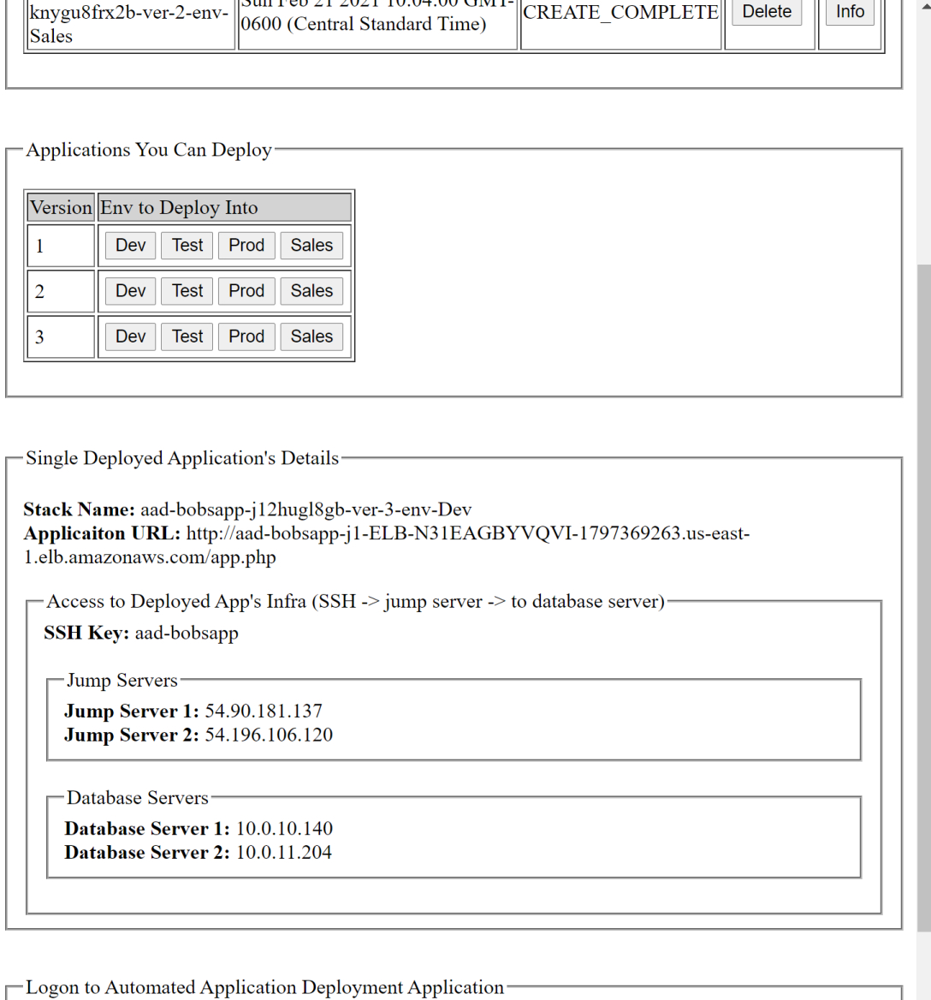 knygu8frx2b-ver-2-env-
Sales
Sun Feb 21 2021 10:04:00 GMT-
0600 (Central Standard Time)
CREATE_COMPLETE
Delete
Info
Applications You Can Deploy
Version Env to Deploy Into
1 Dev Test Prod Sales
2 Dev Test Prod Sales
3 Dev Test Prod Sales
Single Deployed Application's Details
Stack Name: aad-bobsapp-j12hugl8gb-ver-3-env-Dev
Applicaiton URL: http://aad-bobsapp-j1-ELB-N31EAGBYVQVI-1797369263.us-east-
1.elb.amazonaws.com/app.php
Access to Deployed App's Infra (SSH -> jump server -> to database server)
SSH Key: aad-bobsapp
Jump Servers
Jump Server 1: 54.90.181.137
Jump Server 2: 54.196.106.120
Database Servers
Database Server 1: 10.0.10.140
Database Server 2: 10.0.11.204
Logon to Automated Application Deployment Application